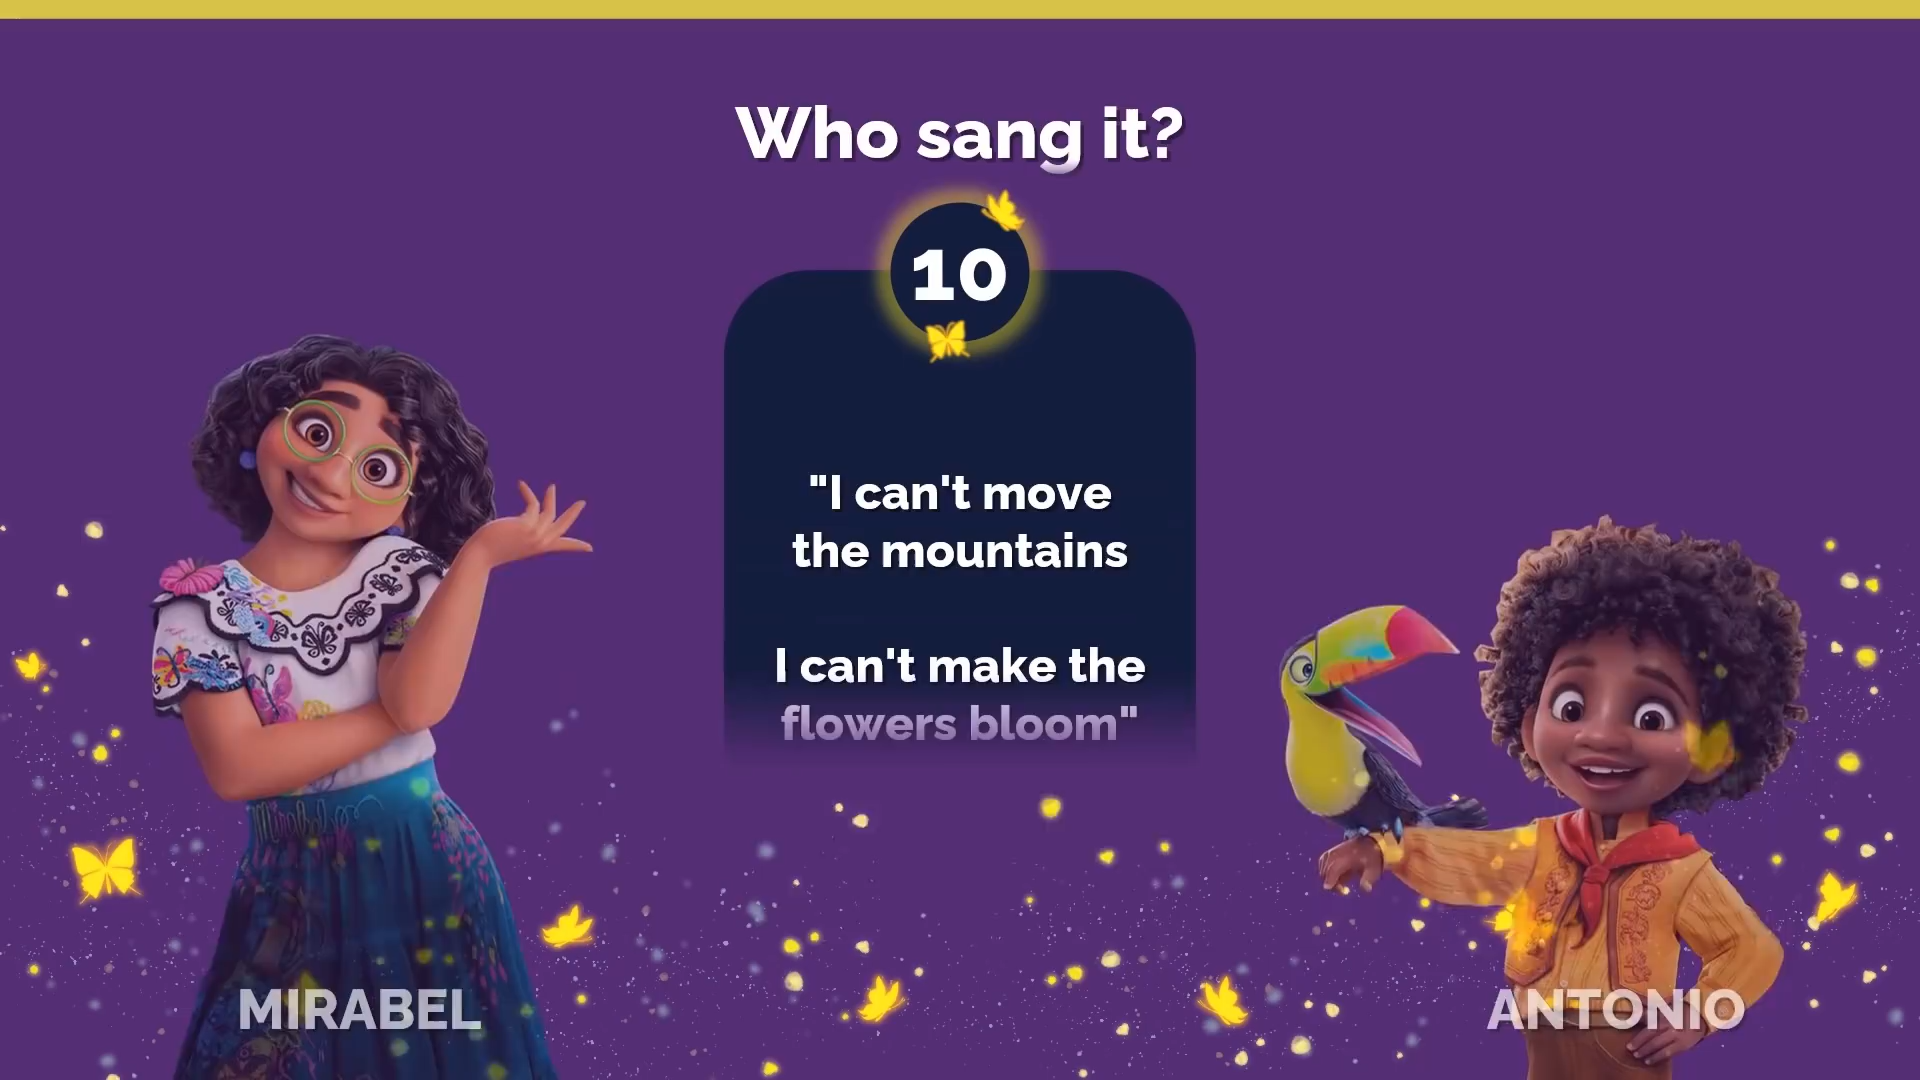 Who sang it?
10
"I can't move
the mountains
I can't make the
flowers bloom"
MIRABEL
ANTONIO